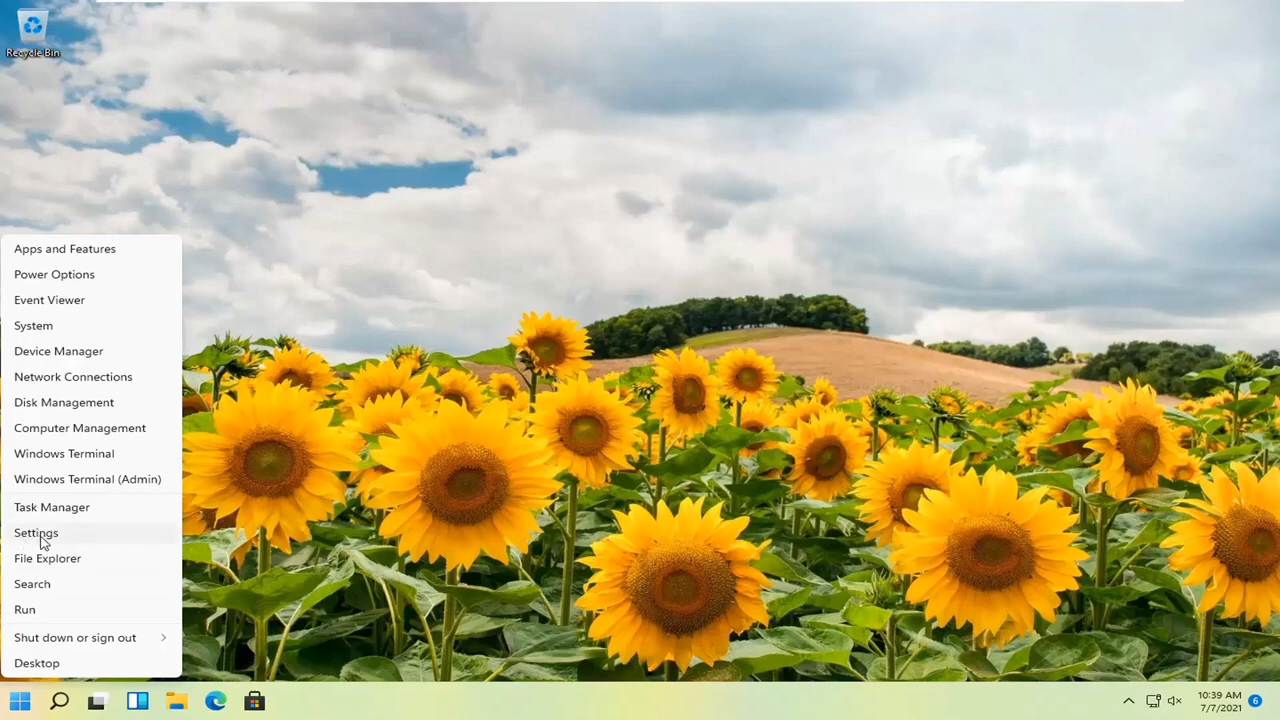 Recycle Bin
Apps and Features
Power Options
Event Viewer
System
Device Manager
Network Connections
Disk Management
Computer Management
Windows Terminal
Windows Terminal (Admin)
Task Manager
Settings
File Explorer
Search
Run
Shut down or sign out
Desktop
10:39 AM
7/7/2021
6